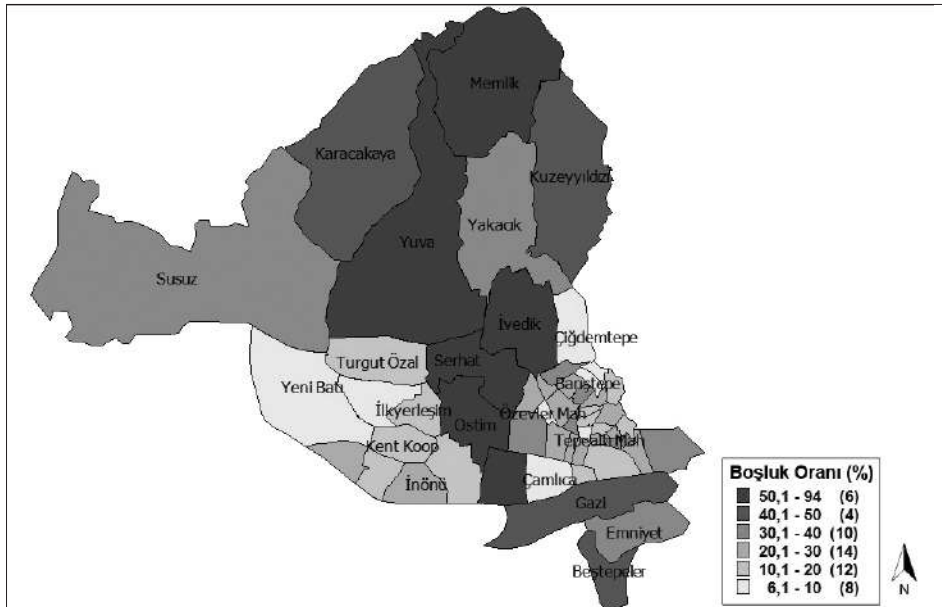 Memlik
Karacakaya
Kuzeyyıldızı
Yakacık
Yuva
Susuz
İvedik
Çiğdemtepe
Turgut Özal
Serhat
Barıştepe
Yeni Batı
İlkyerleşim
Özevler Mah
Ostim
Kent Koop
İnönü
Çamlıca
Gazi
Emniyet
Beştepeler
Boşluk Oranı (%)
50,1 - 94 (6)
40,1 - 50 (4)
30,1 - 40 (10)
20,1 - 30 (14)
10,1 - 20 (12)
6,1 - 10 (8)
N